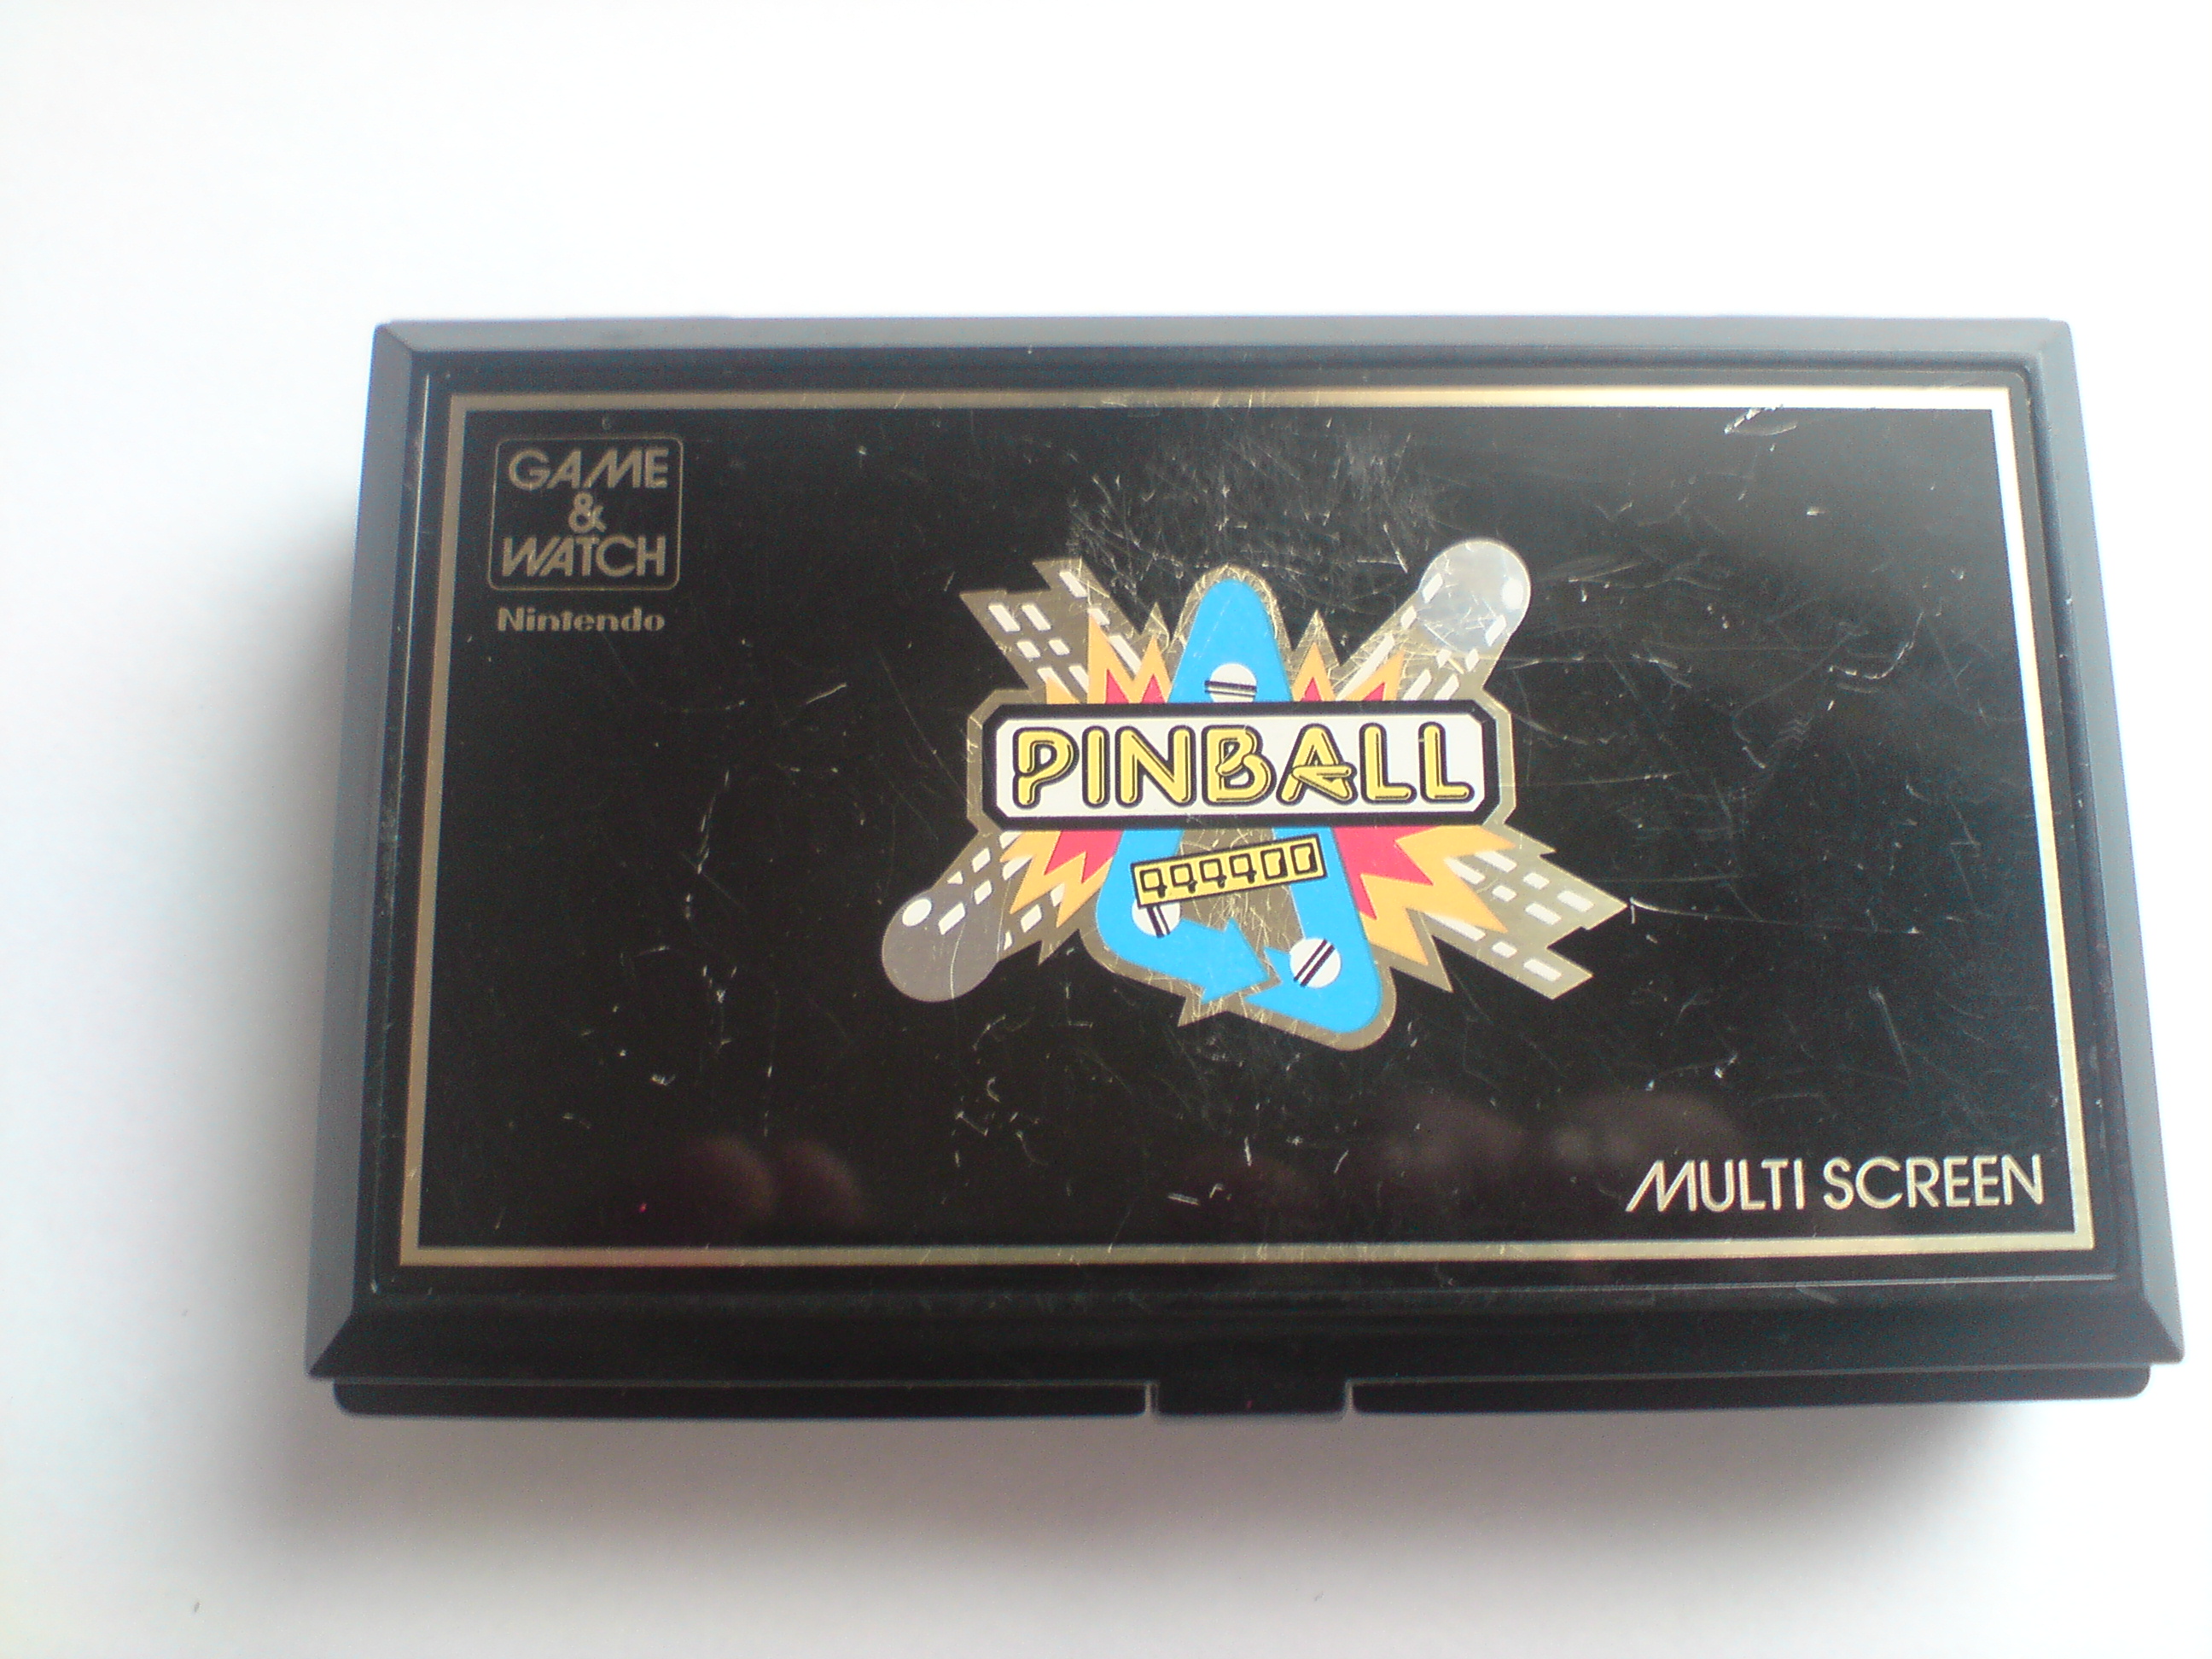 GAME
&
WATCH
Nintendo
PINBALL
MULTI SCREEN